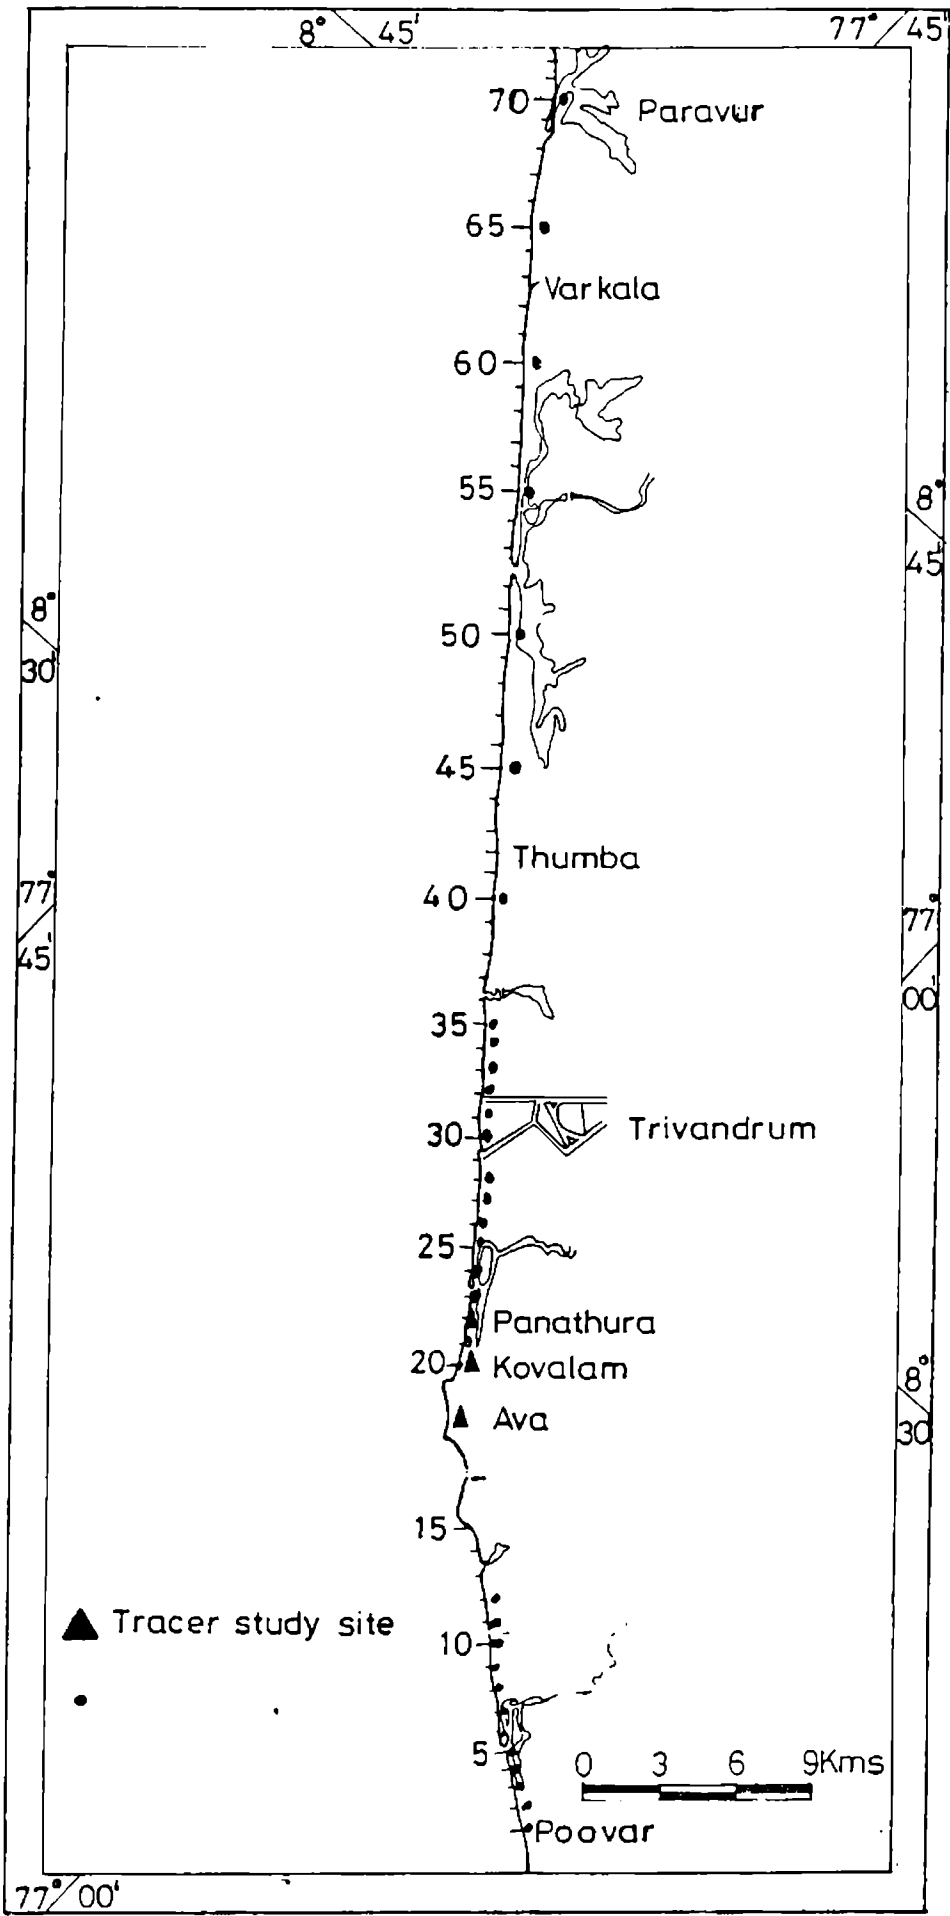 8° 45' 77° 45'
70 Paravur
65
Varkala
60
55
8° 45'
8° 30'
50
45
Thumba
77° 45'
40
77° 00'
35
30 Trivandrum
25
Panathura
20 Kovalam
8° 30'
Ava
15
Tracer study site
10
5
0 3 6 9Kms
Poovar
77° 00'